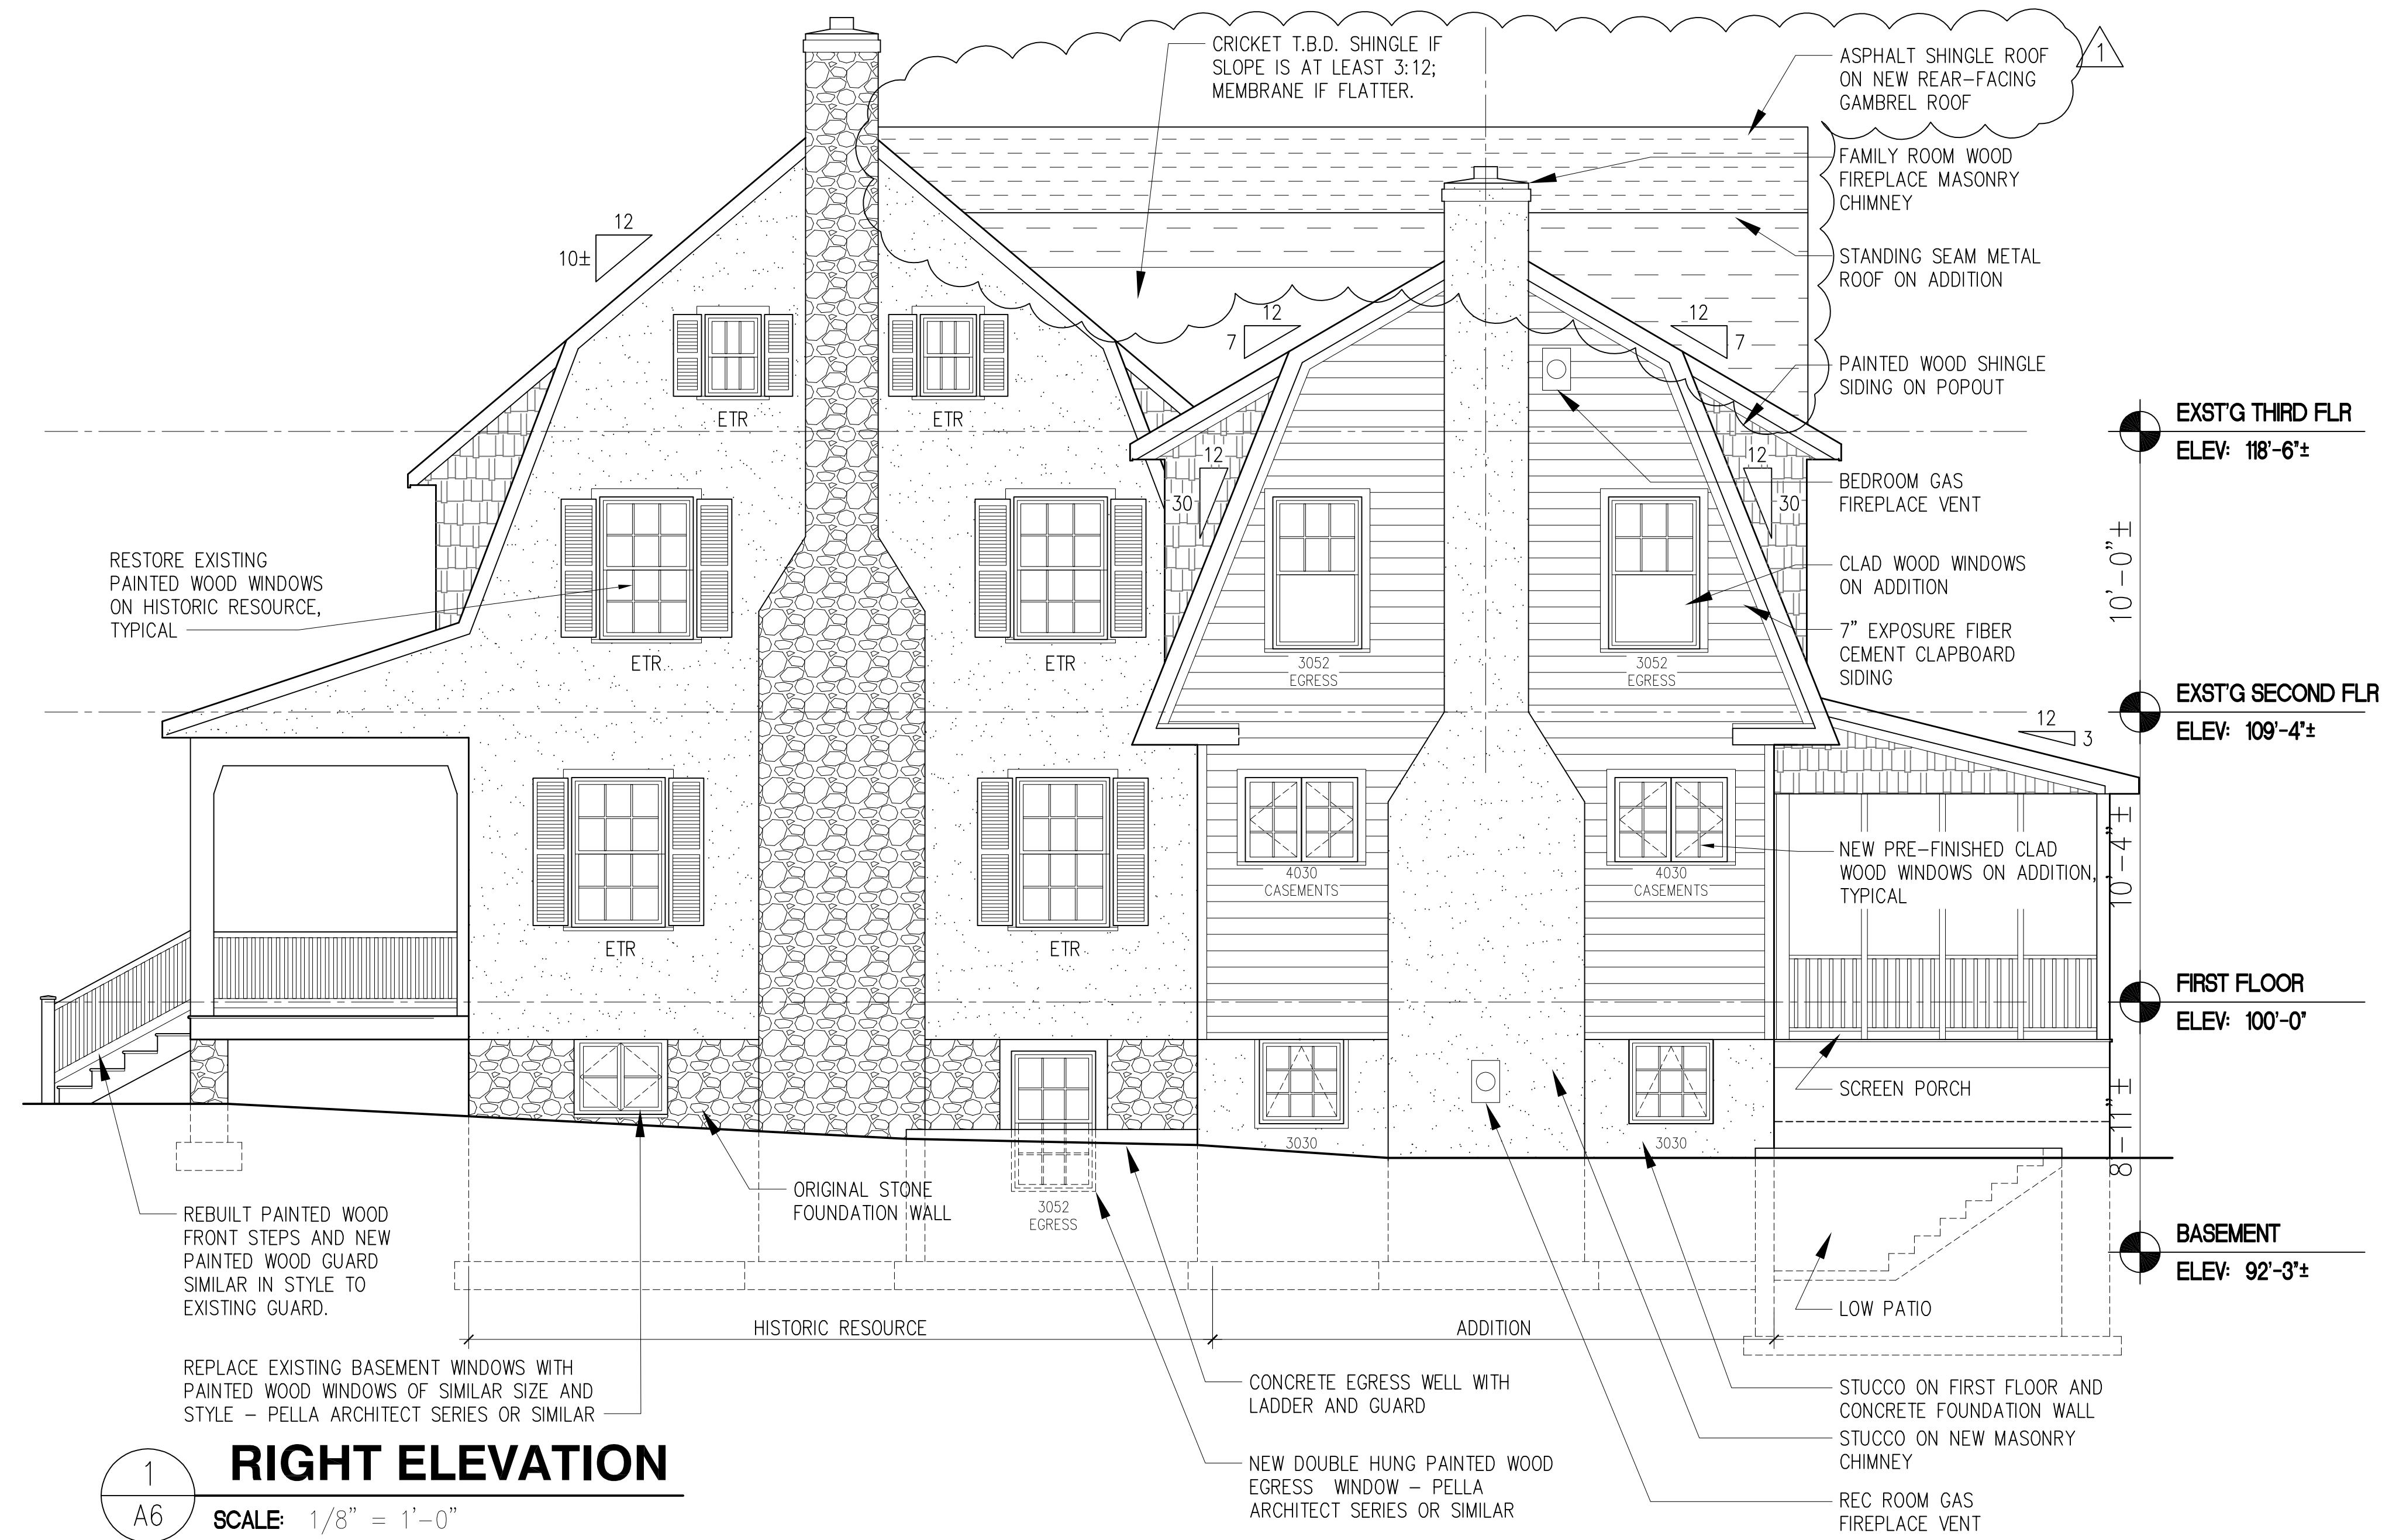 CRICKET T.B.D. SHINGLE IF
SLOPE IS AT LEAST 3:12;
MEMBRANE IF FLATTER.
ASPHALT SHINGLE ROOF
ON NEW REAR-FACING
GAMBREL ROOF
1
FAMILY ROOM WOOD
FIREPLACE MASONRY
CHIMNEY
STANDING SEAM METAL
ROOF ON ADDITION
12
10±
12
7
12
7
PAINTED WOOD SHINGLE
SIDING ON POPOUT
ETR
ETR
EXST'G THIRD FLR
ELEV: 118'-6"±
12
30
12
30
BEDROOM GAS
FIREPLACE VENT
RESTORE EXISTING
PAINTED WOOD WINDOWS
ON HISTORIC RESOURCE,
TYPICAL
CLAD WOOD WINDOWS
ON ADDITION
10'-0"±
7" EXPOSURE FIBER
CEMENT CLAPBOARD
SIDING
ETR
ETR
3052
EGRESS
3052
EGRESS
EXST'G SECOND FLR
ELEV: 109'-4"±
12
3
10'-4"±
NEW PRE-FINISHED CLAD
WOOD WINDOWS ON ADDITION,
TYPICAL
4030
CASEMENTS
4030
CASEMENTS
ETR
ETR
FIRST FLOOR
ELEV: 100'-0"
SCREEN PORCH
8-11"±
3030
3030
ORIGINAL STONE
FOUNDATION WALL
3052
EGRESS
REBUILT PAINTED WOOD
FRONT STEPS AND NEW
PAINTED WOOD GUARD
SIMILAR IN STYLE TO
EXISTING GUARD.
BASEMENT
ELEV: 92'-3"±
LOW PATIO
HISTORIC RESOURCE
ADDITION
REPLACE EXISTING BASEMENT WINDOWS WITH
PAINTED WOOD WINDOWS OF SIMILAR SIZE AND
STYLE - PELLA ARCHITECT SERIES OR SIMILAR
CONCRETE EGRESS WELL WITH
LADDER AND GUARD
STUCCO ON FIRST FLOOR AND
CONCRETE FOUNDATION WALL
STUCCO ON NEW MASONRY
CHIMNEY
NEW DOUBLE HUNG PAINTED WOOD
EGRESS WINDOW - PELLA
ARCHITECT SERIES OR SIMILAR
REC ROOM GAS
FIREPLACE VENT
1
A6
RIGHT ELEVATION
SCALE: 1/8" = 1'-0"